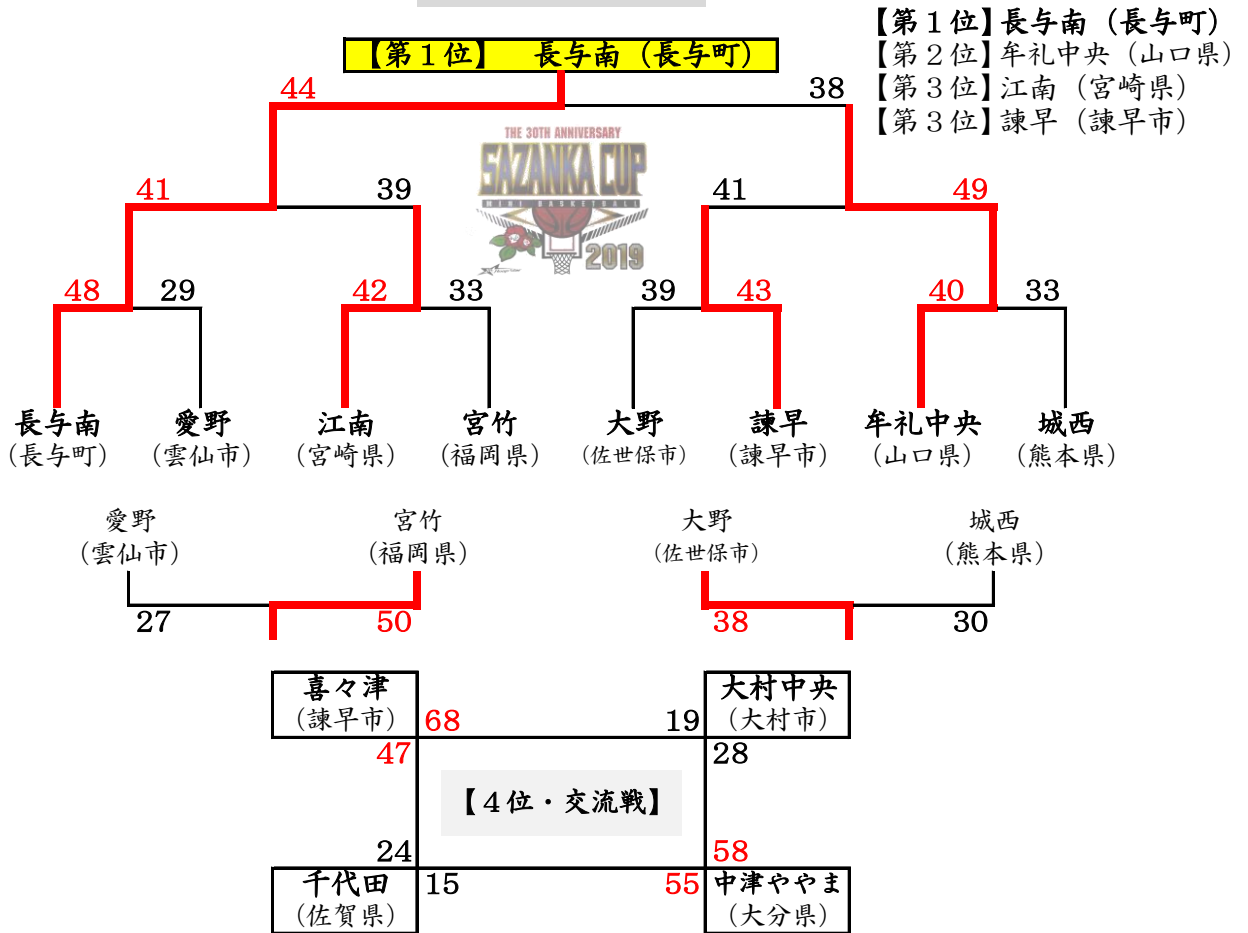 【第１位】長与南（長与町）
【第２位】牟礼中央（山口県）
【第３位】江南（宮崎県）
【第３位】諫早（諫早市）
【第１位】　長与南（長与町）
44 38
THE 30TH ANNIVERSARY
SAZANKA CUP
MINI BASKETBALL
2019
41 39 41 49
48 29 42 33 39 43 40 33
長与南 愛野 江南 宮竹 大野 諫早 牟礼中央 城西
（長与町） （雲仙市） （宮崎県） （福岡県） （佐世保市） （諫早市） （山口県） （熊本県）
愛野 宮竹 大野 城西
（雲仙市） （福岡県） （佐世保市） （熊本県）
27 50 38 30
喜々津 大村中央
（諫早市） 68 19 （大村市）
47 28
【４位・交流戦】
24 58
千代田 15 55 中津ややま
（佐賀県） （大分県）